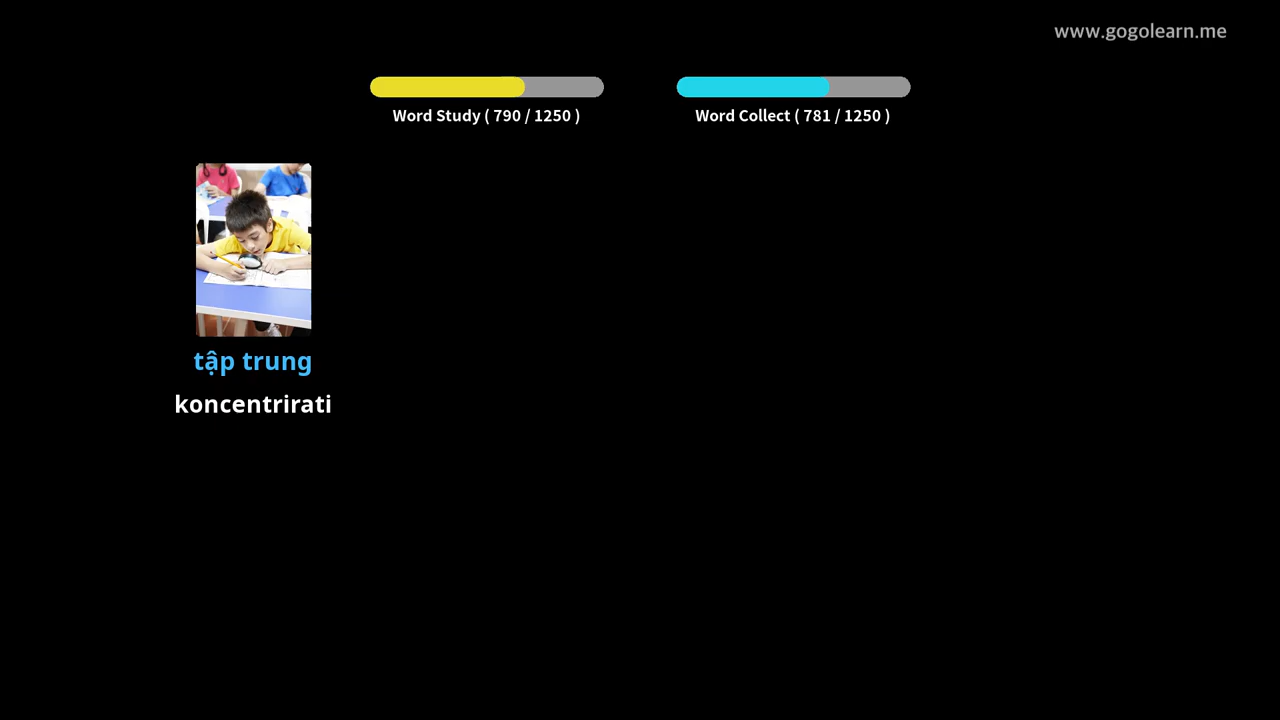 www.gogolearn.me
Word Study ( 790 / 1250 )
Word Collect ( 781 / 1250 )
tập trung
koncentrirati